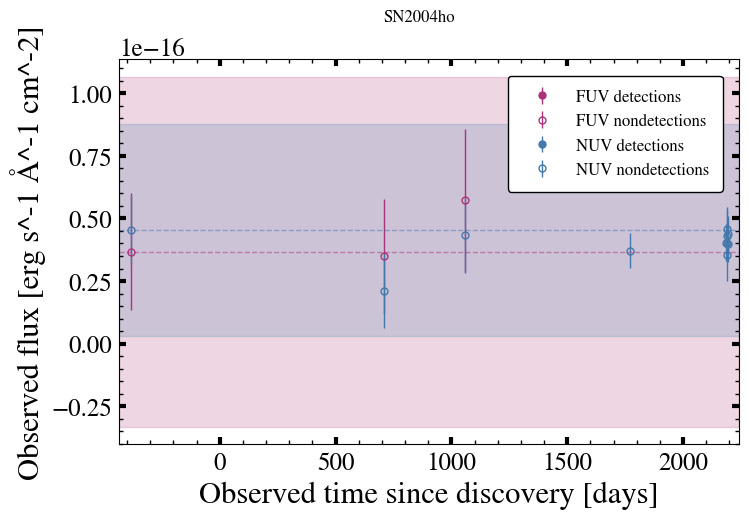 SN2004ho
1e−16
1.00
0.75
0.50
0.25
0.00
−0.25
Observed flux [erg s^-1 Å^-1 cm^-2]
FUV detections
FUV nondetections
NUV detections
NUV nondetections
0 500 1000 1500 2000
Observed time since discovery [days]